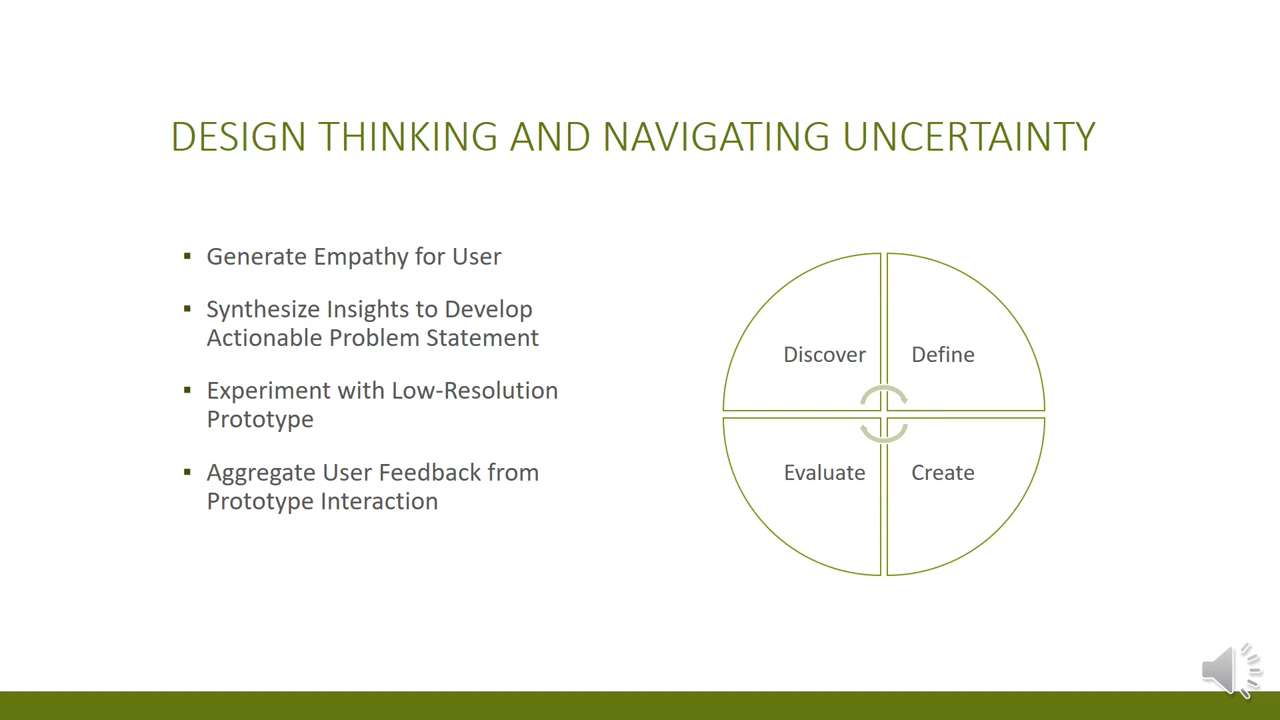 DESIGN THINKING AND NAVIGATING UNCERTAINTY
▪ Generate Empathy for User
▪ Synthesize Insights to Develop
Actionable Problem Statement
▪ Experiment with Low-Resolution
Prototype
▪ Aggregate User Feedback from
Prototype Interaction
Discover
Define
Evaluate
Create